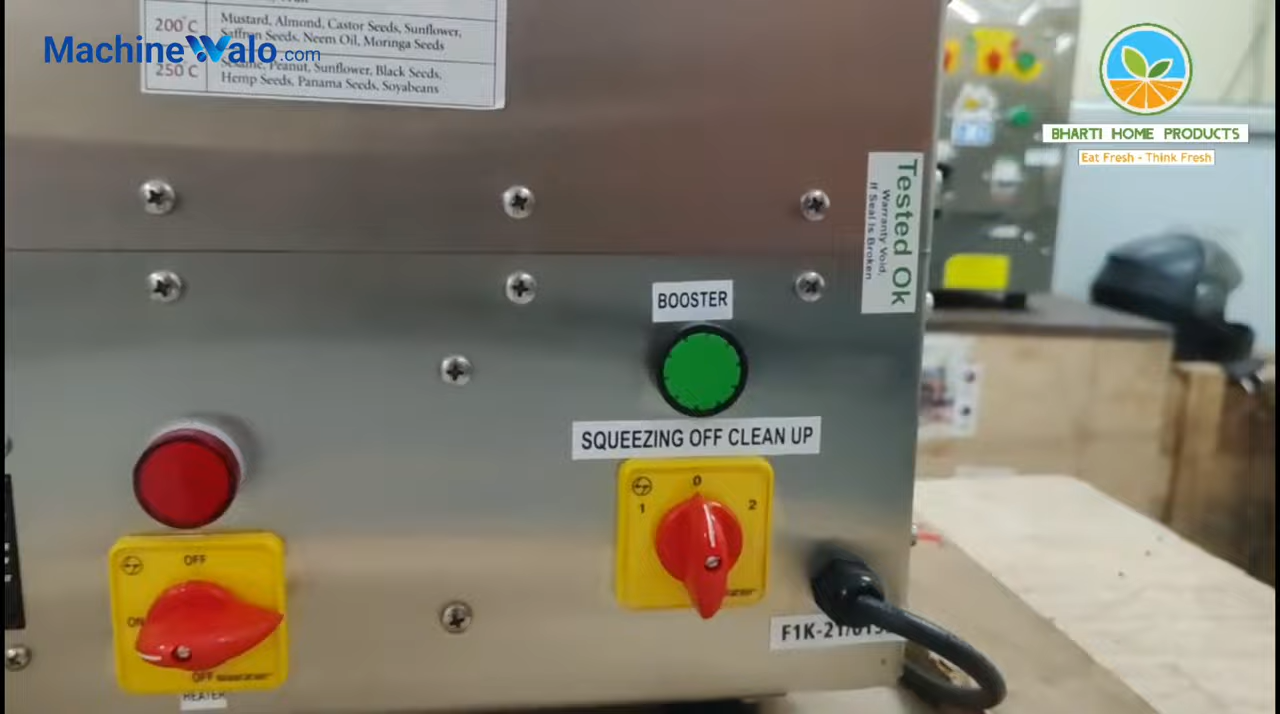 200°C
Mustard, Almond, Castor Seeds, Sunflower,
Saffron Seeds, Neem Oil, Moringa Seeds
250°C
Sesame, Peanut, Sunflower, Black Seeds,
Hemp Seeds, Panama Seeds, Soyabeans
MachineWalo.com
BHARTI HOME PRODUCTS
Eat Fresh - Think Fresh
Tested Ok
Warranty Void.
If Seal is Broken
BOOSTER
SQUEEZING OFF CLEAN UP
0
1
2
OFF
ON
OFF
HEATER
F1K-21/